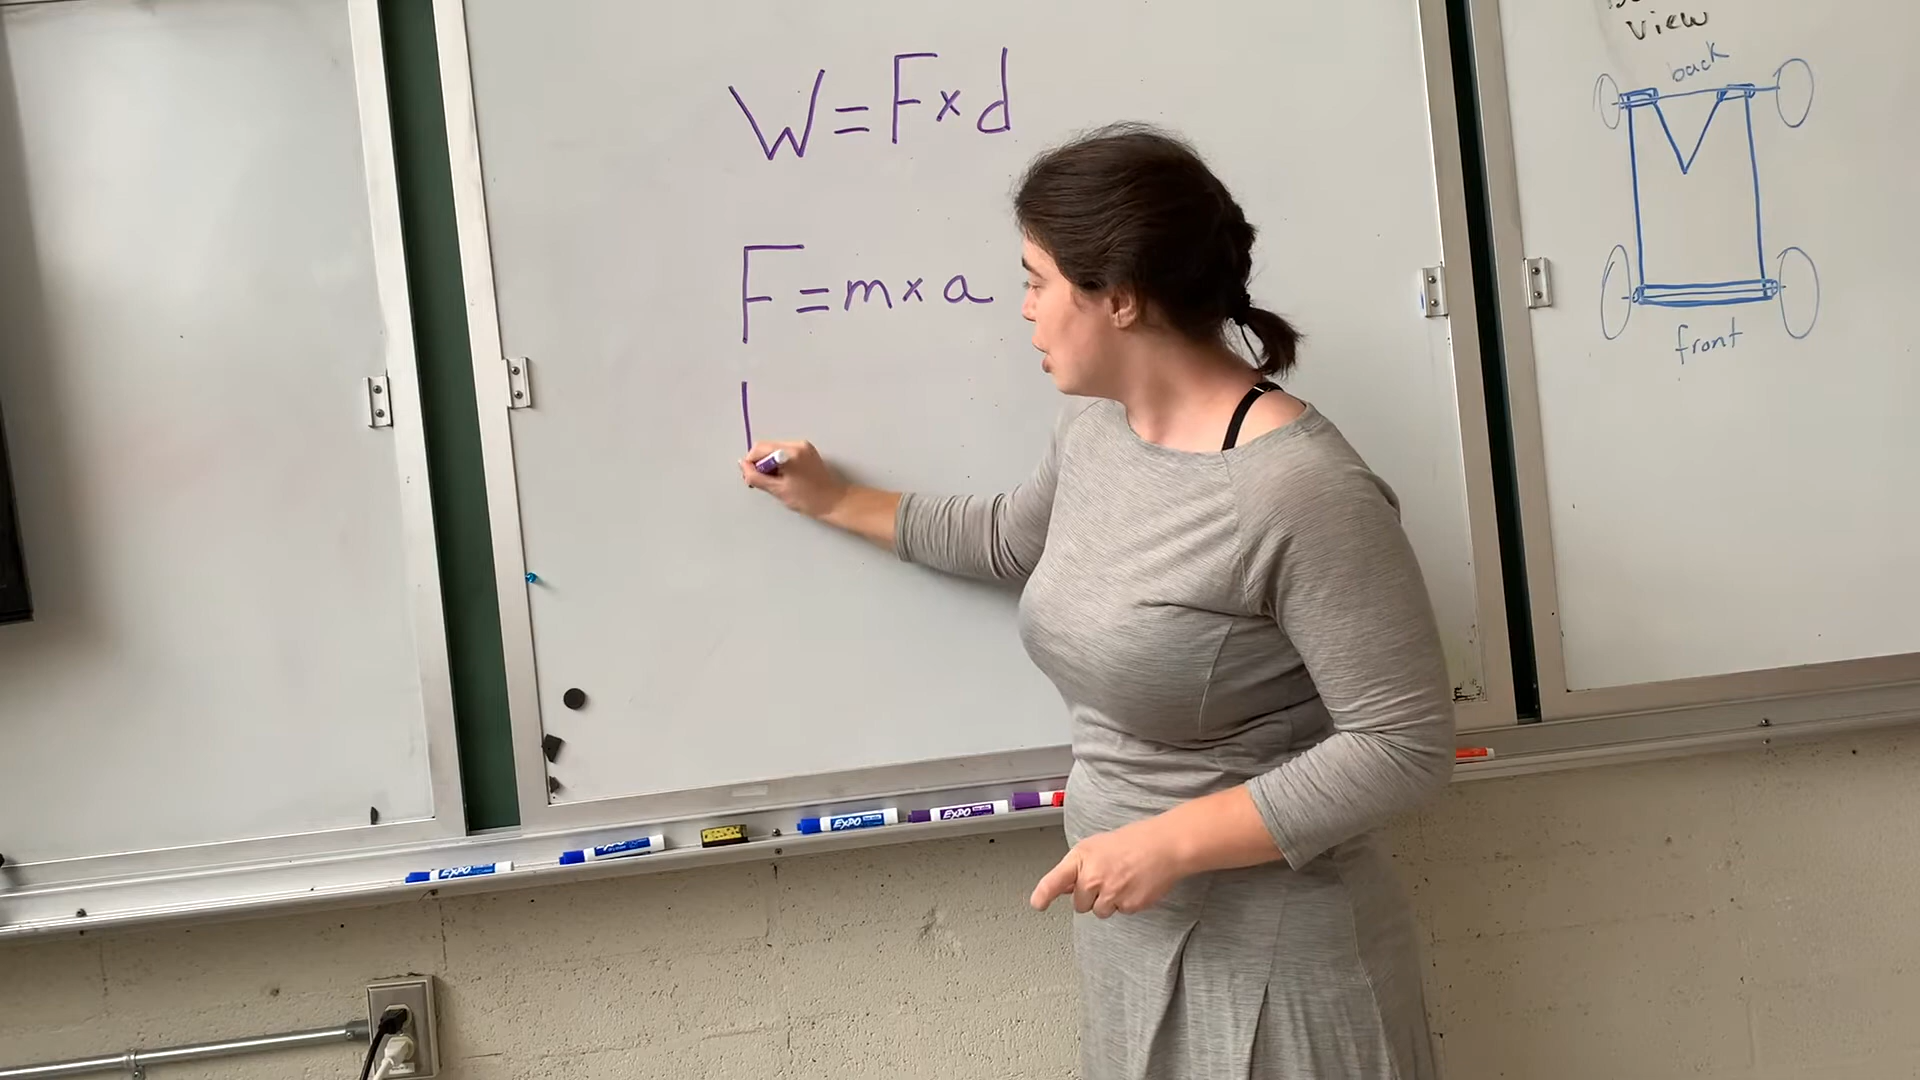 W = F x d
F = m x a
view
back
front
EXPO
EXPO
EXPO
EXPO